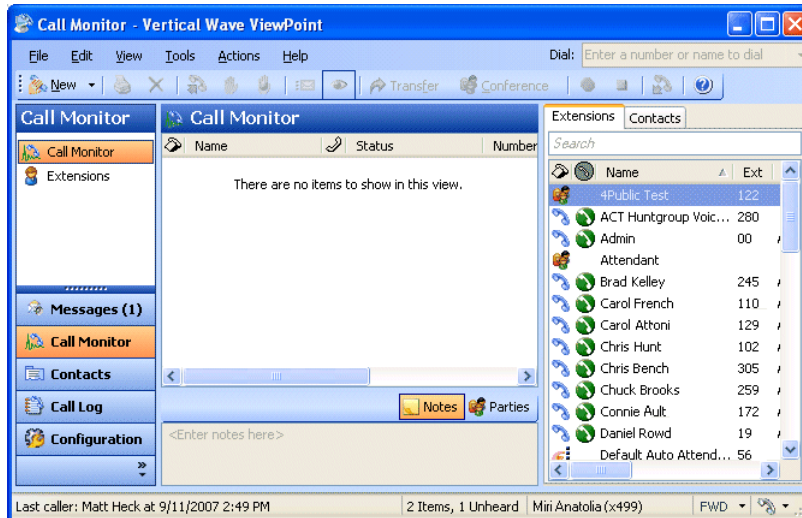 Call Monitor - Vertical Wave ViewPoint
File Edit View Tools Actions Help Dial: Enter a number or name to dial
New Transfer Conference
Call Monitor
Call Monitor
Extensions
Messages (1)
Call Monitor
Contacts
Call Log
Configuration
Call Monitor
Name Status Number
There are no items to show in this view.
Notes Parties
<Enter notes here>
Extensions Contacts
Search
Name Ext
4Public Test 122
ACT Huntgroup Voic... 280
Admin 00
Attendant
Brad Kelley 245
Carol French 110
Carol Attoni 129
Chris Hunt 102
Chris Bench 305
Chuck Brooks 259
Connie Ault 172
Daniel Rowd 19
Default Auto Attend... 56
Last caller: Matt Heck at 9/11/2007 2:49 PM 2 Items, 1 Unheard Miri Anatolia (x499) FWD